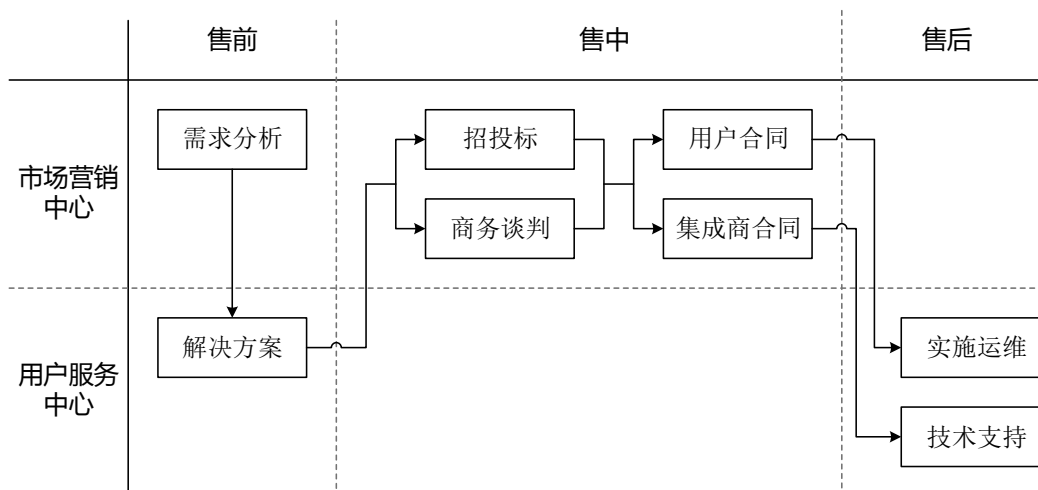 售前
售中
售后
市场营销
中心
需求分析
招投标
用户合同
商务谈判
集成商合同
用户服务
中心
解决方案
实施运维
技术支持